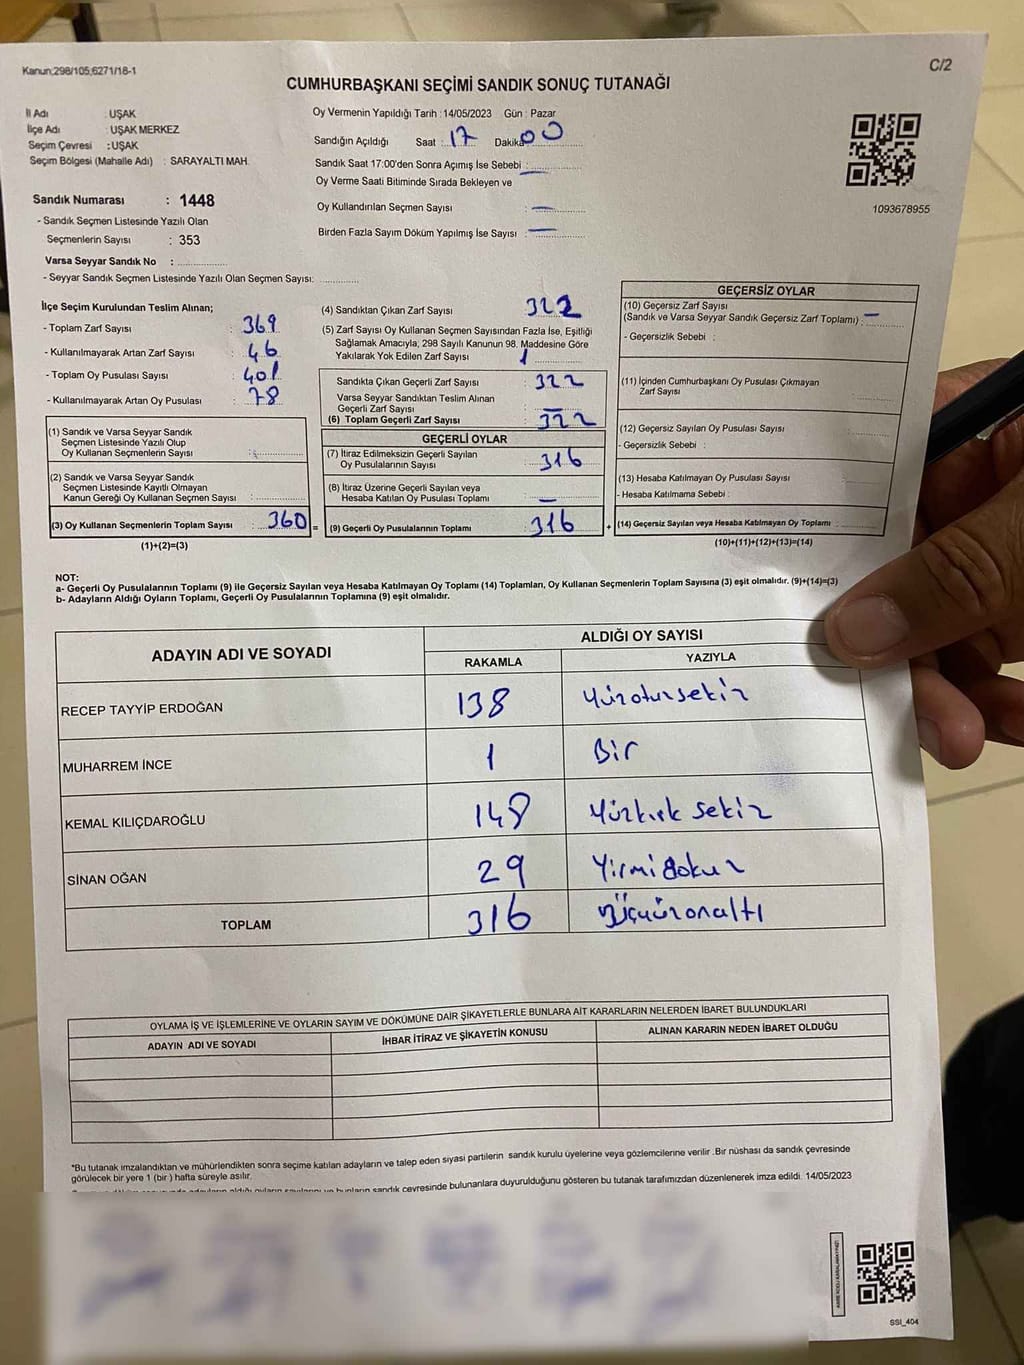 Kanun;298/105;6271/18-1
C/2
CUMHURBAŞKANI SEÇİMİ SANDIK SONUÇ TUTANAĞI
İl Adı : UŞAK
İlçe Adı : UŞAK MERKEZ
Seçim Çevresi : UŞAK
Seçim Bölgesi (Mahalle Adı) : SARAYALTI MAH.
Sandık Numarası : 1448
- Sandık Seçmen Listesinde Yazılı Olan
Seçmenlerin Sayısı : 353
Varsa Seyyar Sandık No :
- Seyyar Sandık Seçmen Listesinde Yazılı Olan Seçmen Sayısı:
Oy Vermenin Yapıldığı Tarih : 14/05/2023 Gün : Pazar
Sandığın Açıldığı Saat : 17 Dakika 00
Sandık Saat 17:00'den Sonra Açımış İse Sebebi : —
Oy Verme Saati Bitiminde Sırada Bekleyen ve
Oy Kullandırılan Seçmen Sayısı : —
Birden Fazla Sayım Döküm Yapılmış İse Sayısı : —
1093678955
İlçe Seçim Kurulundan Teslim Alınan;
- Toplam Zarf Sayısı : 369
- Kullanılmayarak Artan Zarf Sayısı : 46
- Toplam Oy Pusulası Sayısı : 401
- Kullanılmayarak Artan Oy Pusulası : 78
(1) Sandık ve Varsa Seyyar Sandık
Seçmen Listesinde Yazılı Olup
Oy Kullanan Seçmenlerin Sayısı :
(2) Sandık ve Varsa Seyyar Sandık
Seçmen Listesinde Kayıtlı Olmayan
Kanun Gereği Oy Kullanan Seçmen Sayısı :
(3) Oy Kullanan Seçmenlerin Toplam Sayısı : 360 =
(1)+(2)=(3)
(4) Sandıktan Çıkan Zarf Sayısı : 322
(5) Zarf Sayısı Oy Kullanan Seçmen Sayısından Fazla İse, Eşitliği
Sağlamak Amacıyla; 298 Sayılı Kanunun 98. Maddesine Göre
Yakılarak Yok Edilen Zarf Sayısı : 1
Sandıkta Çıkan Geçerli Zarf Sayısı : 322
Varsa Seyyar Sandıktan Teslim Alınan
Geçerli Zarf Sayısı : —
(6) Toplam Geçerli Zarf Sayısı : 322
GEÇERLİ OYLAR
(7) İtiraz Edilmeksizin Geçerli Sayılan
Oy Pusulalarının Sayısı : 316
(8) İtiraz Üzerine Geçerli Sayılan veya
Hesaba Katılan Oy Pusulası Toplamı : —
(9) Geçerli Oy Pusulalarının Toplamı : 316 +
GEÇERSİZ OYLAR
(10) Geçersiz Zarf Sayısı
(Sandık ve Varsa Seyyar Sandık Geçersiz Zarf Toplamı) : —
- Geçersizlik Sebebi :
(11) İçinden Cumhurbaşkanı Oy Pusulası Çıkmayan
Zarf Sayısı :
(12) Geçersiz Sayılan Oy Pusulası Sayısı :
- Geçersizlik Sebebi :
(13) Hesaba Katılmayan Oy Pusulası Sayısı :
- Hesaba Katılmama Sebebi :
(14) Geçersiz Sayılan veya Hesaba Katılmayan Oy Toplamı :
(10)+(11)+(12)+(13)=(14)
NOT:
a- Geçerli Oy Pusulalarının Toplamı (9) ile Geçersiz Sayılan veya Hesaba Katılmayan Oy Toplamı (14) Toplamları, Oy Kullanan Seçmenlerin Toplam Sayısına (3) eşit olmalıdır. (9)+(14)=(3)
b- Adayların Aldığı Oyların Toplamı, Geçerli Oy Pusulalarının Toplamına (9) eşit olmalıdır.
ADAYIN ADI VE SOYADI ALDIĞI OY SAYISI
RAKAMLA YAZIYLA
RECEP TAYYİP ERDOĞAN 138 Yüzotuzsekiz
MUHARREM İNCE 1 Bir
KEMAL KILIÇDAROĞLU 148 Yüzkırk sekiz
SİNAN OĞAN 29 Yirmidokuz
TOPLAM 316 Üçyüzonaltı
OYLAMA İŞ VE İŞLEMLERİNE VE OYLARIN SAYIM VE DÖKÜMÜNE DAİR ŞİKAYETLERLE BUNLARA AİT KARARLARIN NELERDEN İBARET BULUNDUKLARI
ADAYIN ADI VE SOYADI İHBAR İTİRAZ VE ŞİKAYETİN KONUSU ALINAN KARARIN NEDEN İBARET OLDUĞU
*Bu tutanak imzalandıktan ve mühürlendikten sonra seçime katılan adayların ve talep eden siyasi partilerin sandık kurulu üyelerine veya gözlemcilerine verilir .Bir nüshası da sandık çevresinde
görülecek bir yere 1 (bir ) hafta süreyle asılır.
aldığı oyların sayılarını bunların sandık çevresinde bulunanlara duyurulduğunu gösteren bu tutanak tarafımızdan düzenlenerek imza edildi. 14/05/2023
SSI_404